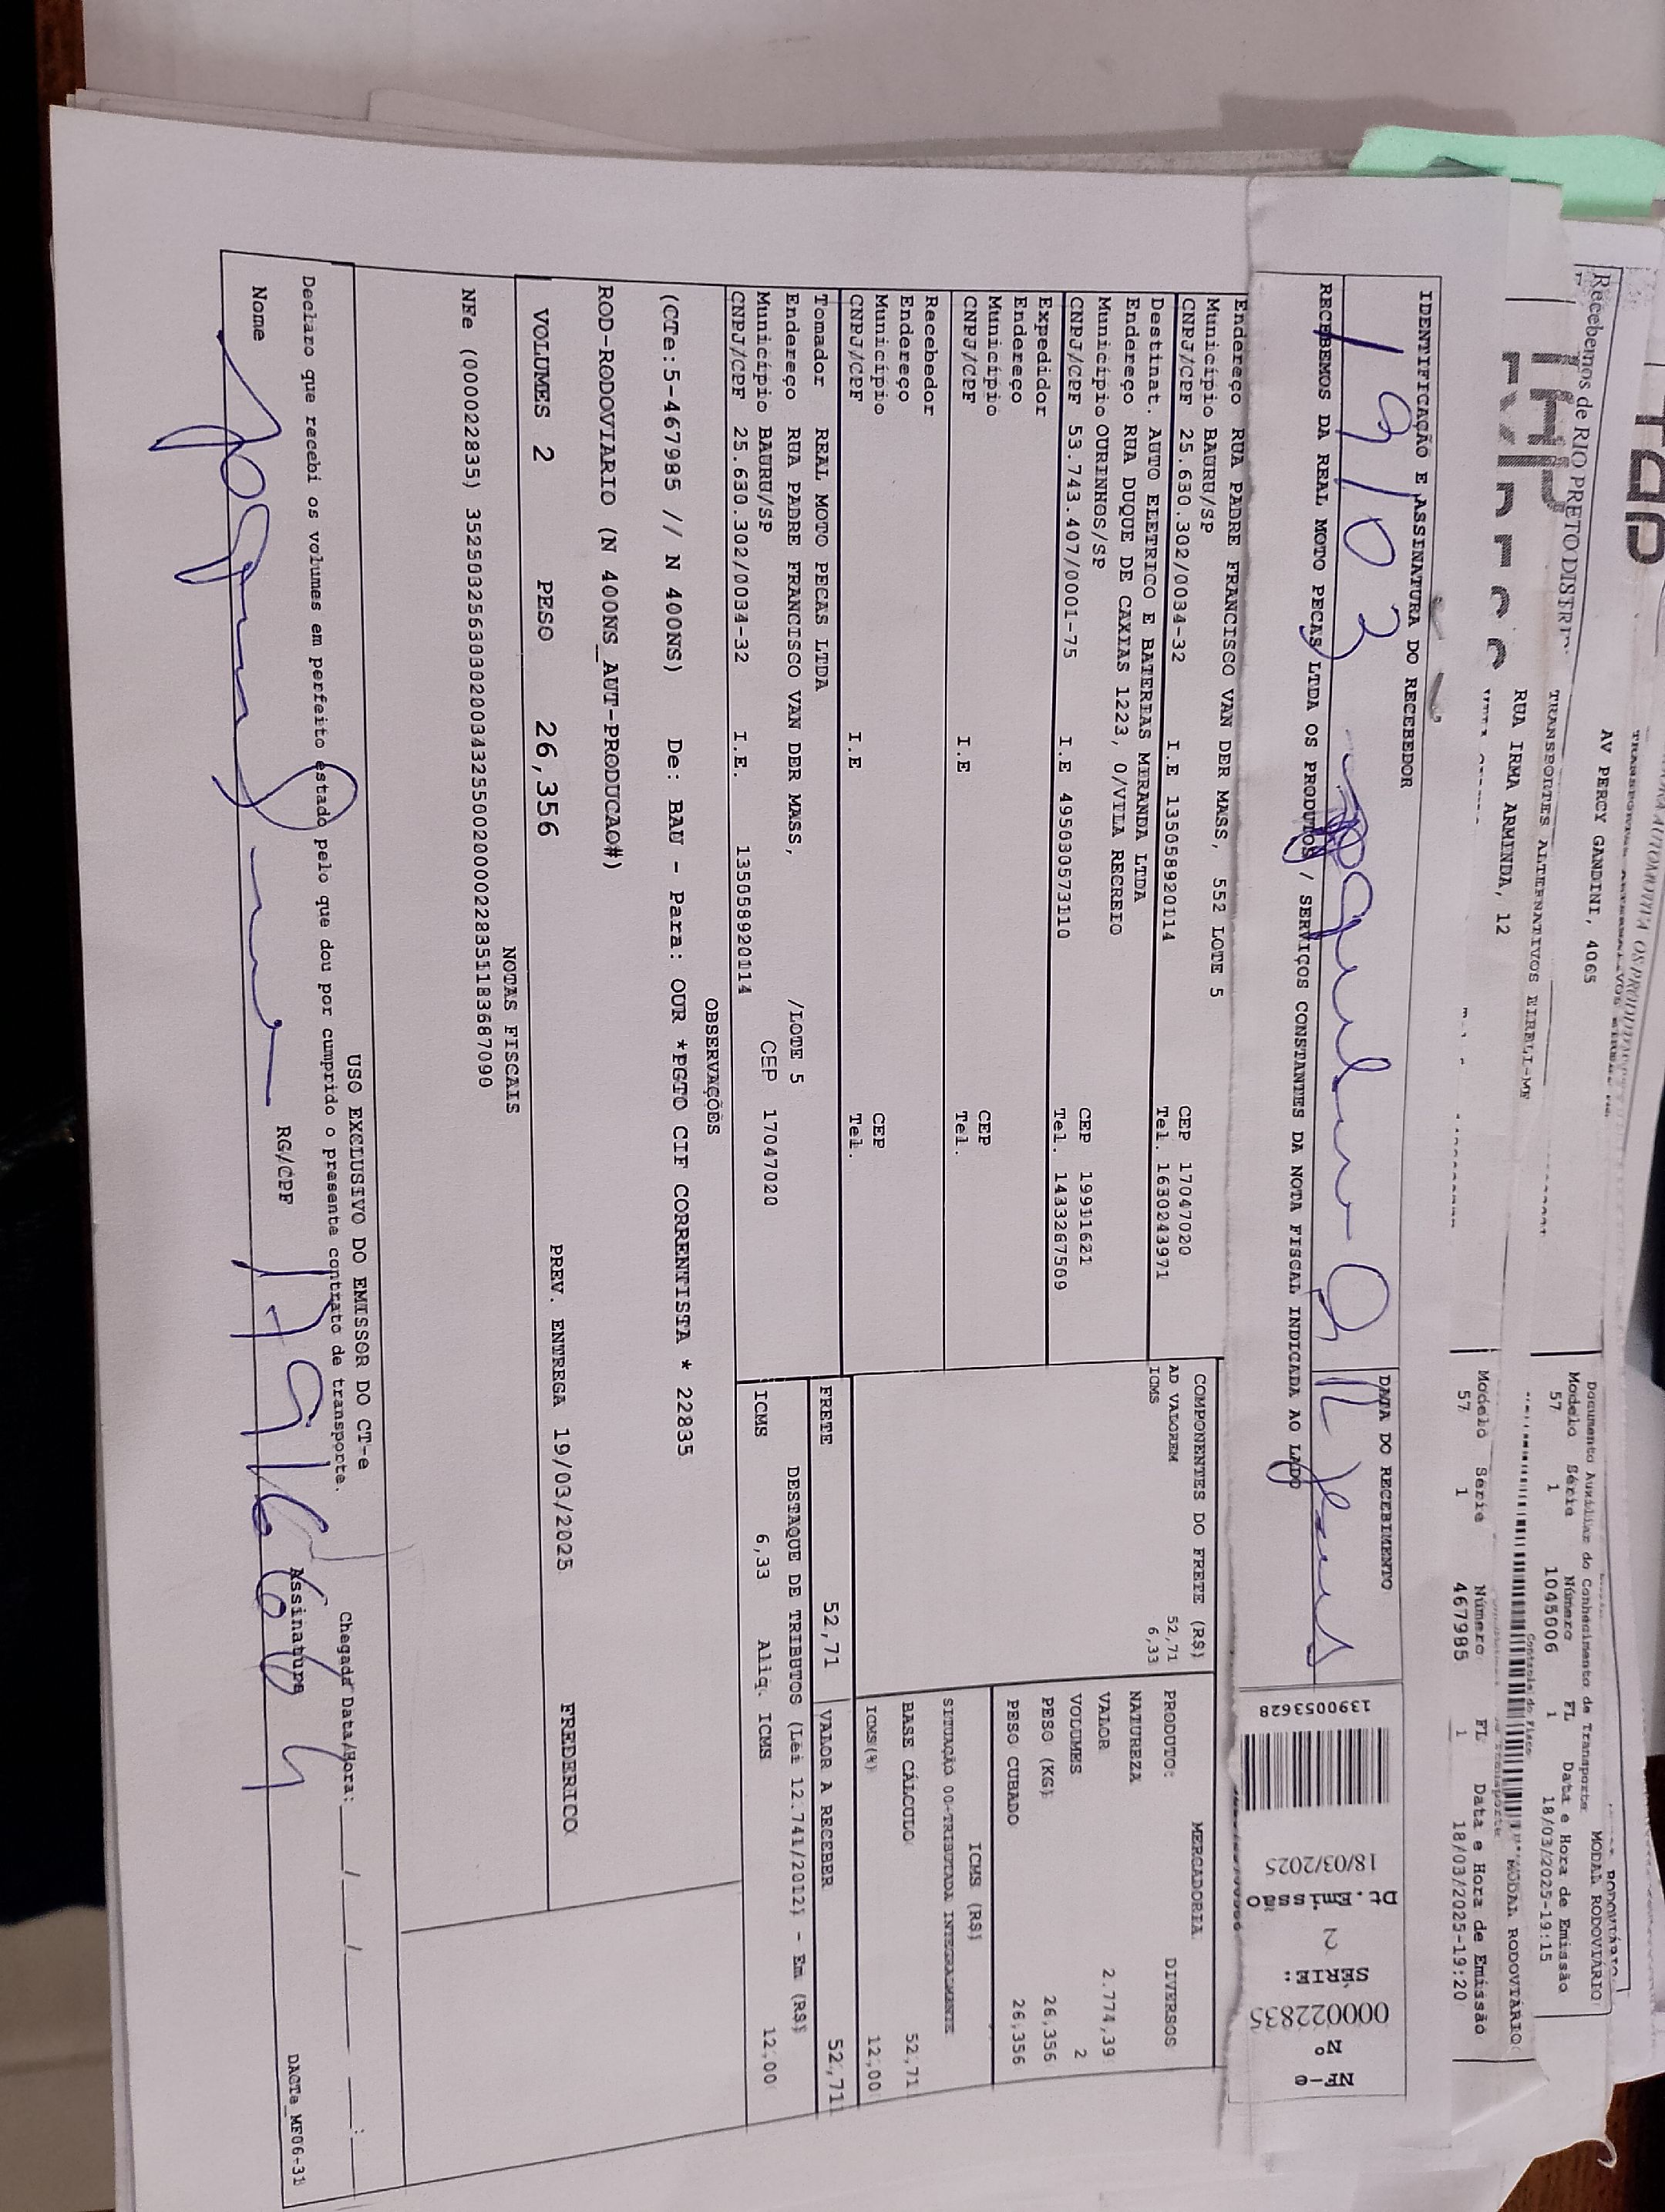 Recebemos de RIO PRETO DISTRI
AV PERCY GANDINI, 4065
MODAL RODOVIÁRIO
Documento Auxiliar do Conhecimento de Transporte
Modelo Série Número FL Data e Hora de Emissão
57 1 1045006 1 18/03/2025-19:15
Controle do Fisco
TRANSPORTES ALTERNATIVOS EIRELI-ME
RUA IRMA ARMINDA, 12
MODAL RODOVIÁRIO
Modelo Série Número FL Data e Hora de Emissão
57 1 467985 1 18/03/2025-19:20
IDENTIFICAÇÃO E ASSINATURA DO RECEBEDOR
DATA DO RECEBIMENTO
19/03
RECEBEMOS DA REAL MOTO PECAS LTDA OS PRODUTOS / SERVIÇOS CONSTANTES DA NOTA FISCAL INDICADA AO LADO
NF-e
Nº
000022835
SÉRIE:
2
Dt.Emissão
18/03/2025
1390053628
Endereço RUA PADRE FRANCISCO VAN DER MASS, 552 LOTE 5
Município BAURU/SP CEP 17047020
CNPJ/CPF 25.630.302/0034-32 I.E 135058920114 Tel. 1630243971
Destinat. AUTO ELETRICO E BATERIAS MIRANDA LTDA
Endereço RUA DUQUE DE CAXIAS 1223, 0/VILA RECREIO
Município OURINHOS/SP CEP 19911621
CNPJ/CPF 53.743.407/0001-75 I.E 495030573110 Tel. 1433267509
Expedidor
Endereço
Município CEP
CNPJ/CPF I.E Tel.
Recebedor
Endereço
Município CEP
CNPJ/CPF I.E Tel.
Tomador REAL MOTO PECAS LTDA
Endereço RUA PADRE FRANCISCO VAN DER MASS, /LOTE 5
Município BAURU/SP CEP 17047020
CNPJ/CPF 25.630.302/0034-32 I.E. 135058920114
COMPONENTES DO FRETE (R$)
AD VALOREM 52,71
ICMS 6,33
MERCADORIA
PRODUTO: DIVERSOS
NATUREZA
VALOR 2.774,39
VOLUMES 2
PESO (KG) 26,356
PESO CUBADO 26,356
ICMS (R$)
SITUAÇÃO 00-TRIBUTADA INTEGRALMENTE
BASE CÁLCULO 52,71
ICMS(%) 12,00
FRETE 52,71 VALOR A RECEBER 52,71
DESTAQUE DE TRIBUTOS (Lei 12.741/2012) - Em (R$)
ICMS 6,33 Aliq. ICMS 12,00
OBSERVAÇÕES
(CTe:5-467985 // N 400NS) De: BAU - Para: OUR *PGTO CIF CORRENTISTA * 22835
ROD-RODOVIARIO (N 400NS_AUT-PRODUCAO#)
VOLUMES 2 PESO 26,356 PREV. ENTREGA 19/03/2025 FREDERICO
NOTAS FISCAIS
NFe (000022835) 35250325630302003432550020000228351183687090
USO EXCLUSIVO DO EMISSOR DO CT-e
Declaro que recebi os volumes em perfeito estado pelo que dou por cumprido o presente contrato de transporte.
Chegada Data/Hora: ___/___/_____ ___:___
Nome RG/CPF Assinatura
DACTe_MF06-31